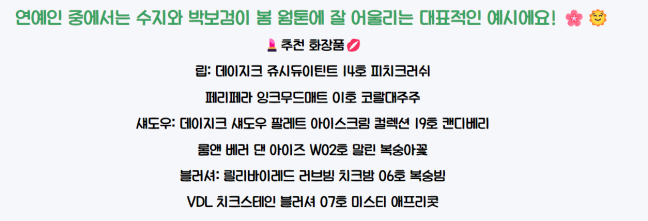 연예인 중에서는 수지와 박보검이 봄 웜톤에 잘 어울리는 대표적인 예시에요! 🌸🌞
💄추천 화장품💋
립: 데이지크 쥬시듀이틴트 14호 피치크러쉬
페리페라 잉크무드매트 01호 코랄대주주
섀도우: 데이지크 섀도우 팔레트 아이스크림 컬렉션 19호 캔디베리
롬앤 베러 댄 아이즈 W02호 말린 복숭아꽃
블러셔: 릴리바이레드 러브빔 치크밤 06호 복숭빔
VDL 치크스테인 블러셔 07호 미스티 애프리콧